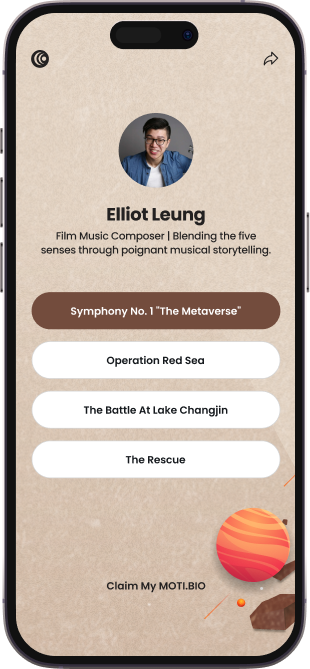 Elliot Leung
Film Music Composer | Blending the five
senses through poignant musical storytelling.
Symphony No. 1 "The Metaverse"
Operation Red Sea
The Battle At Lake Changjin
The Rescue
Claim My MOTI.BIO